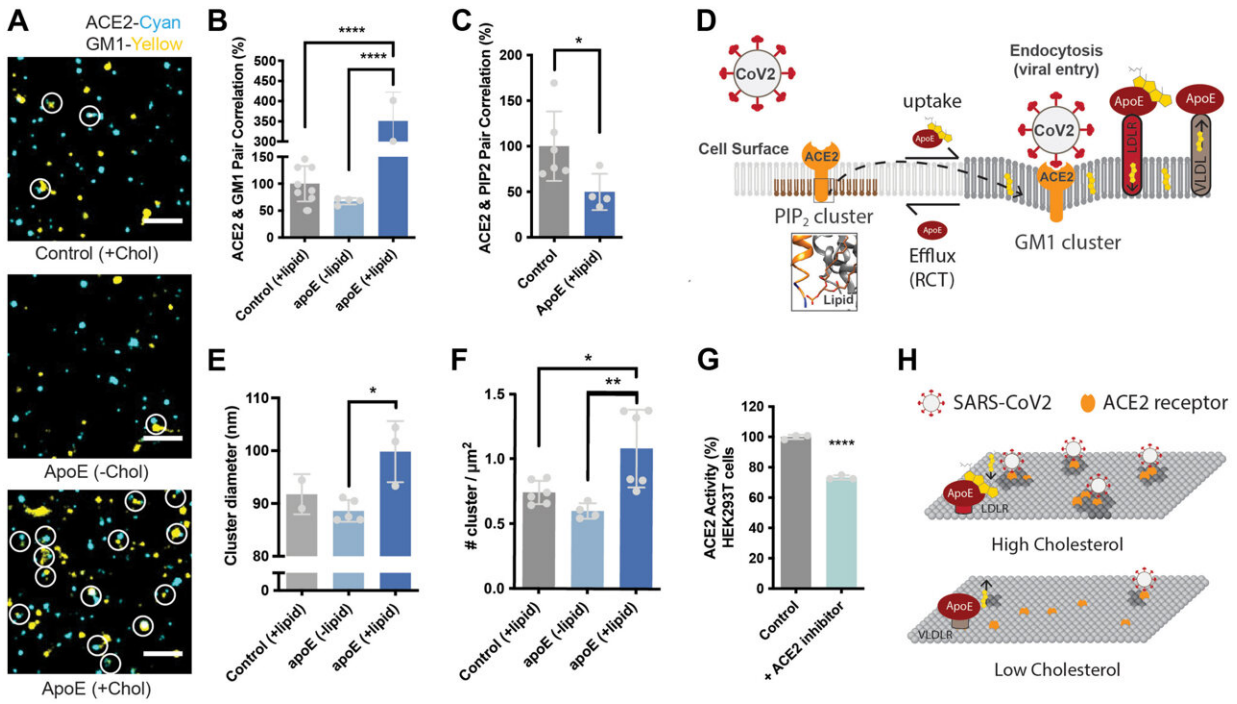 A
ACE2-Cyan
GM1-Yellow
Control (+Chol)
ApoE (-Chol)
ApoE (+Chol)
B
ACE2 & GM1 Pair Correlation (%)
500
450
400
350
300
150
100
50
0
****
****
Control (+lipid)
apoE (-lipid)
apoE (+lipid)
C
ACE2 & PIP2 Pair Correlation (%)
200
150
100
50
0
*
Control
ApoE (+lipid)
D
CoV2
Cell Surface
ACE2
PIP2 cluster
Lipid
uptake
ApoE
ApoE
Efflux
(RCT)
Endocytosis
(viral entry)
CoV2
ACE2
GM1 cluster
ApoE
LDLR
ApoE
VLDL
E
Cluster diameter (nm)
110
100
90
80
0
*
Control (+lipid)
apoE (-lipid)
apoE (+lipid)
F
# cluster / µm2
1.5
1.0
0.5
0.0
*
**
Control (+lipid)
apoE (-lipid)
apoE (+lipid)
G
ACE2 Activity (%)
HEK293T cells
120
100
80
60
40
20
0
****
Control
+ ACE2 inhibitor
H
SARS-CoV2
ACE2 receptor
ApoE
LDLR
High Cholesterol
ApoE
VLDLR
Low Cholesterol